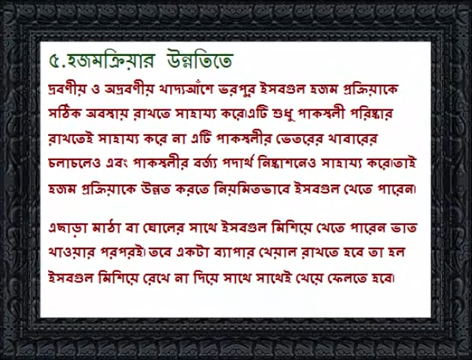 ৫.হজমক্রিয়ার উন্নতিতে
দ্রবণীয় ও অদ্রবণীয় খাদ্যআঁশে ভরপুর ইসবগুল হজম প্রক্রিয়াকে
সঠিক অবস্থায় রাখতে সাহায্য করে।এটি শুধু পাকস্থলী পরিষ্কার
রাখতেই সাহায্য করে না এটি পাকস্থলীর ভেতরের খাবারের
চলাচলেও এবং পাকস্থলীর বর্জ্য পদার্থ নিষ্কাশনেও সাহায্য করে।তাই
হজম প্রক্রিয়াকে উন্নত করতে নিয়মিতভাবে ইসবগুল খেতে পারেন।
এছাড়া মাঠা বা ঘোলের সাথে ইসবগুল মিশিয়ে খেতে পারেন ভাত
খাওয়ার পরপরই। তবে একটা ব্যাপার খেয়াল রাখতে হবে তা হল
ইসবগুল মিশিয়ে রেখে না দিয়ে সাথে সাথেই খেয়ে ফেলতে হবে।